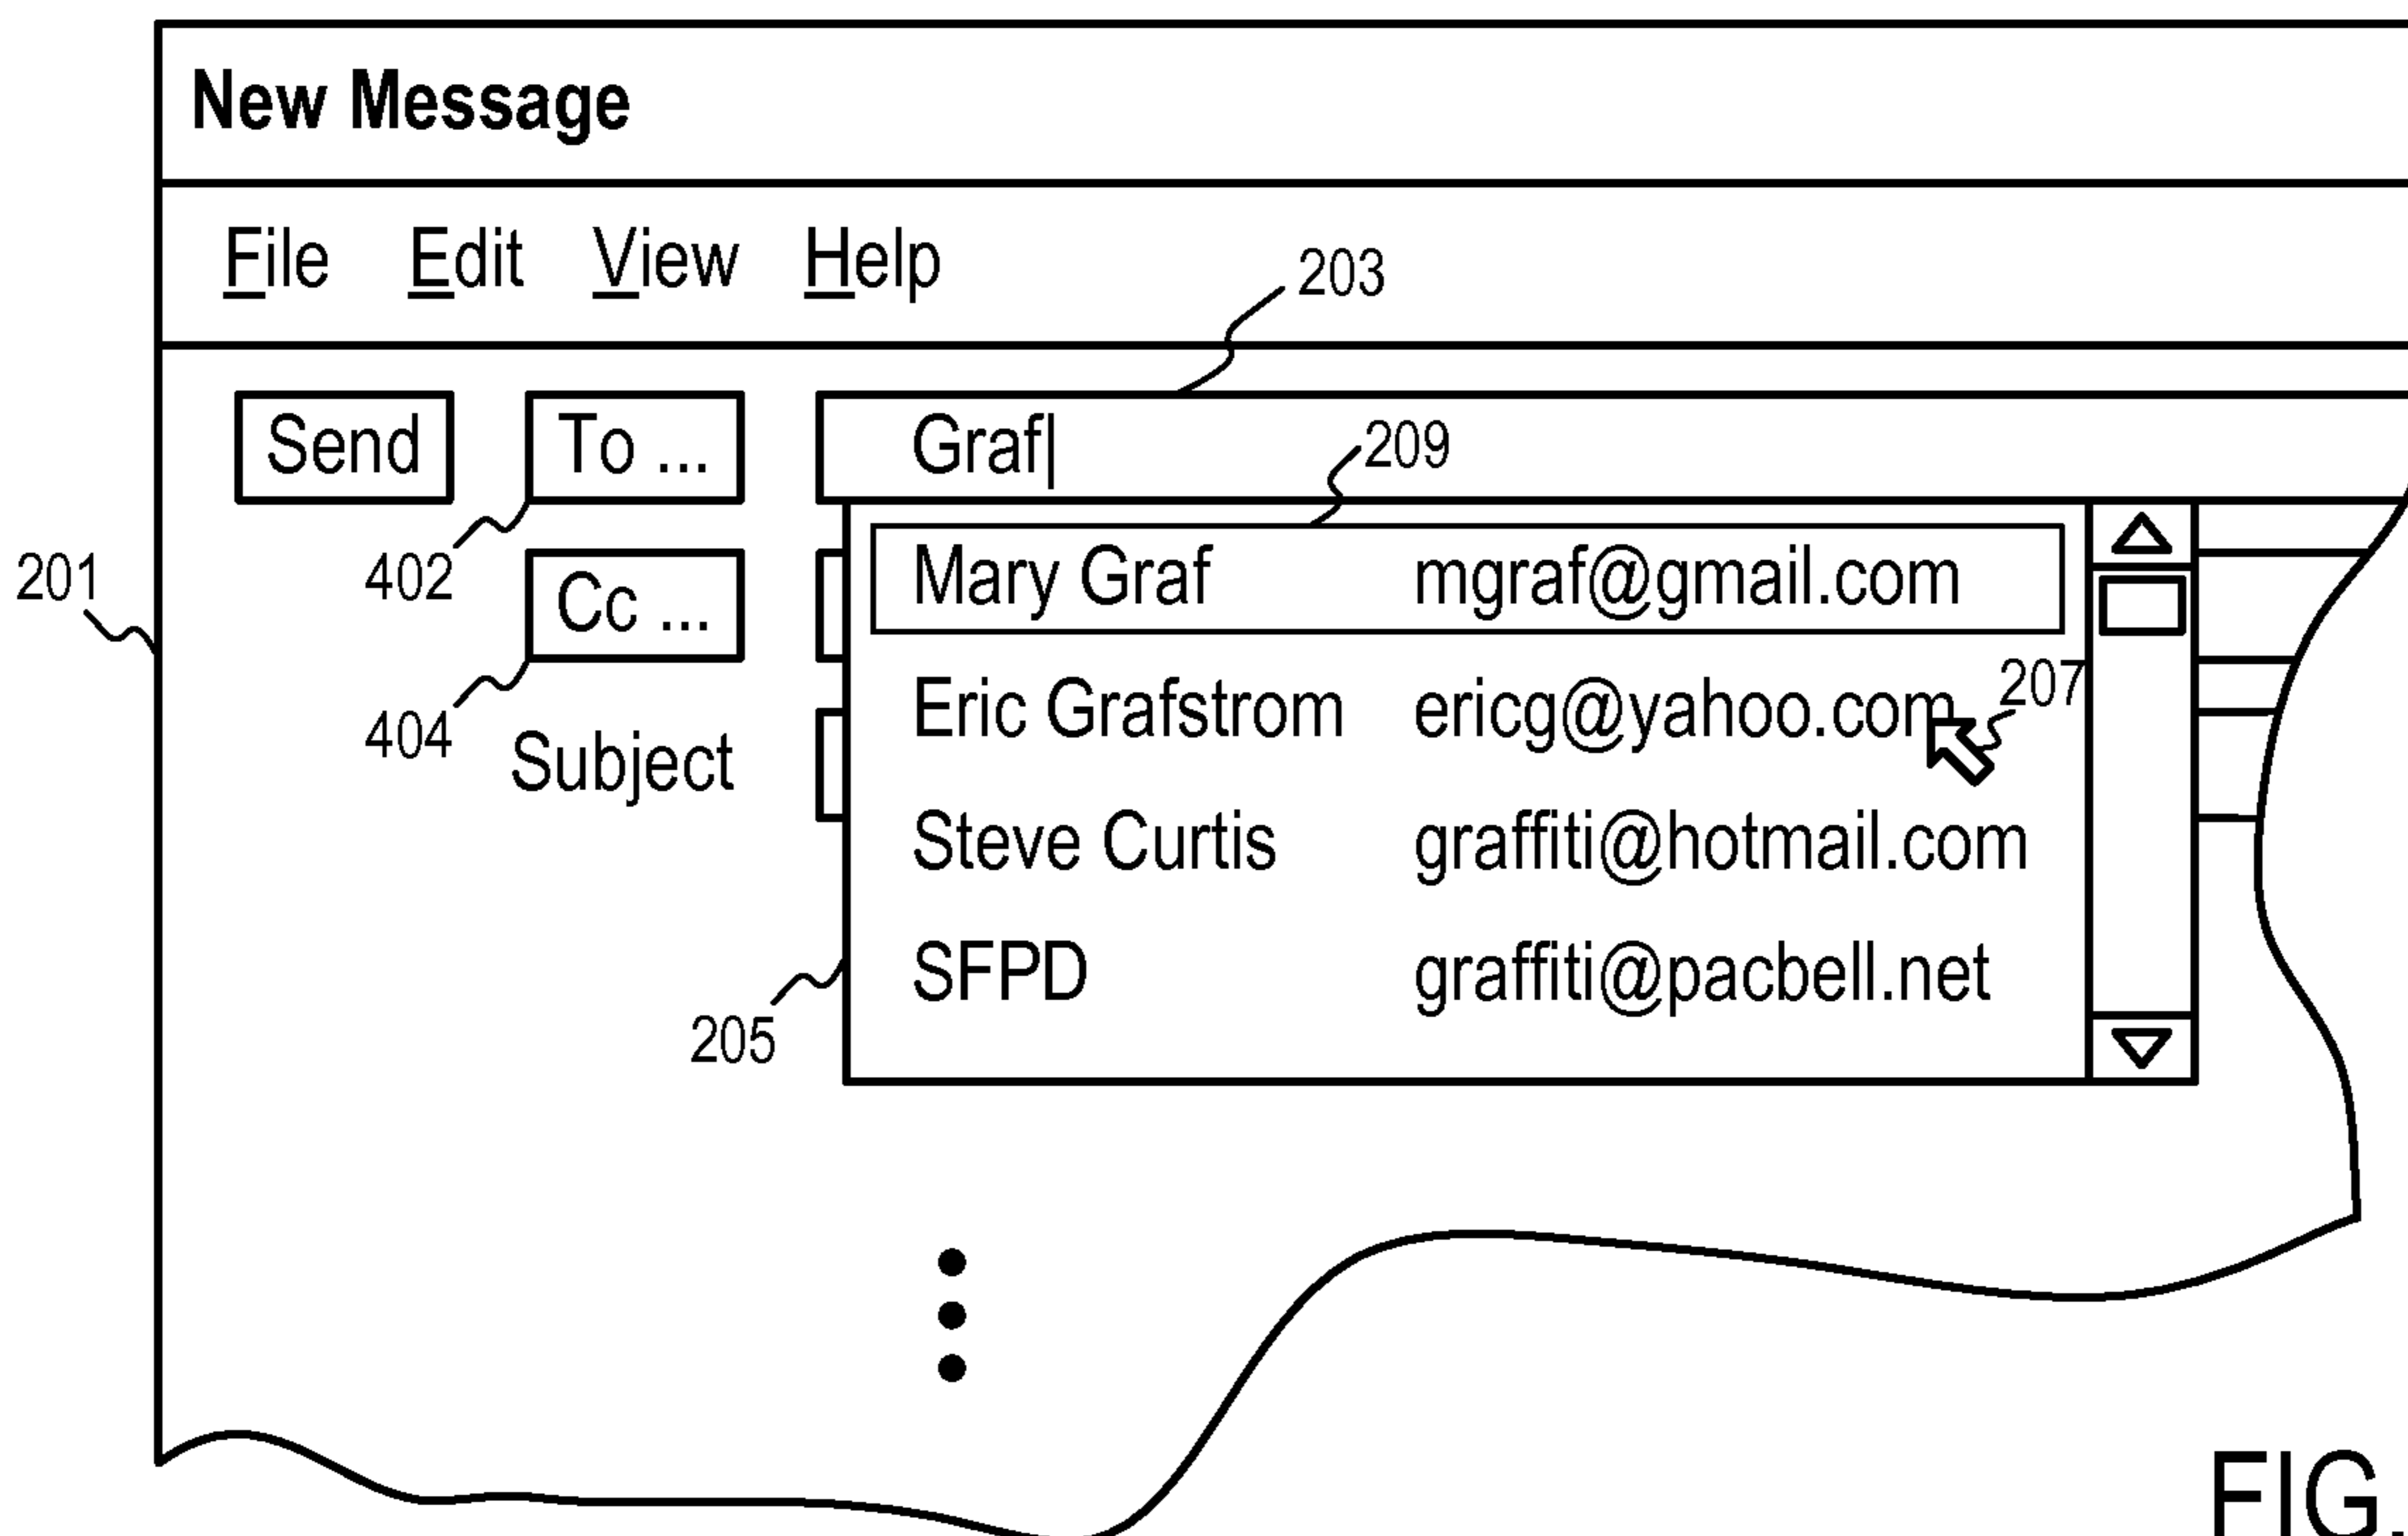 New Message
File Edit View Help
203
Send To ... Graf
209
402
Mary Graf mgraf@gmail.com
201
Cc ...
Eric Grafstrom ericg@yahoo.com
207
404
Subject
Steve Curtis graffiti@hotmail.com
SFPD graffiti@pacbell.net
205
FIG.